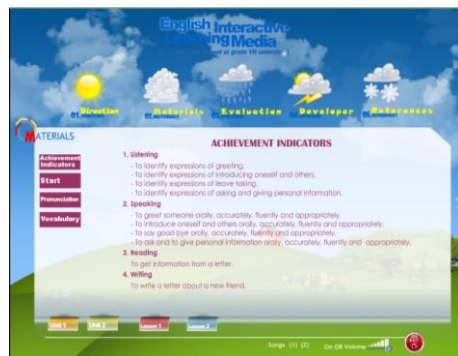 English Interactive
Learning Media
Direction
Materials
Evaluation
Developer
References
MATERIALS
ACHIEVEMENT INDICATORS
Achievement
Indicators
Start
Pronunciation
Vocabulary
1. Listening
- To identify expressions of greeting.
- To identify expressions of introducing oneself and others.
- To identify expressions of leave taking.
- To identify expressions of asking and giving personal information.
2. Speaking
- To greet someone orally, accurately, fluently and appropriately.
- To introduce oneself and others orally, accurately, fluently and appropriately.
- To say good bye orally, accurately, fluently and appropriately.
- To ask and to give personal information orally, accurately, fluently and appropriately.
3. Reading
To get information from a letter.
4. Writing
To write a letter about a new friend.
Unit 1
Unit 2
Lesson 1
Lesson 2
Songs (1) (2)
On Off Volume